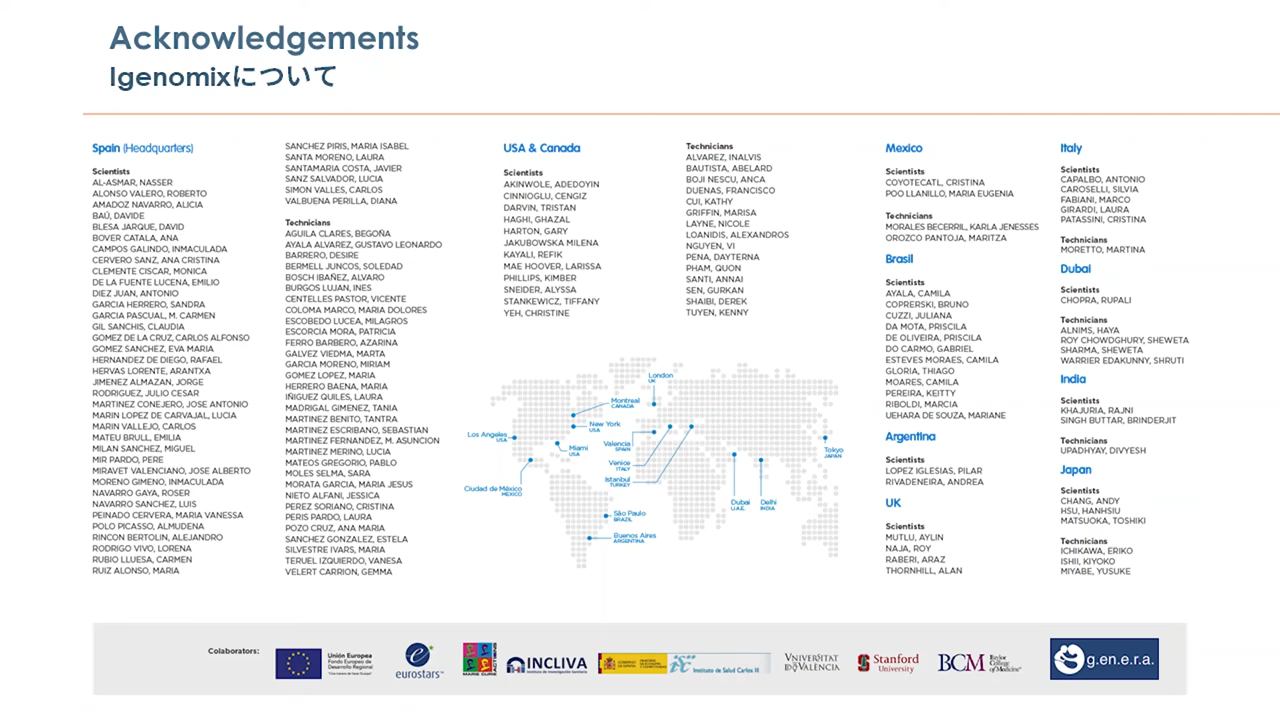 Acknowledgements
Igenomixについて
Spain (Headquarters)
Scientists
AL-ASMAR, NASSER
ALONSO VALERO, ROBERTO
AMADOZ NAVARRO, ALICIA
BAÚ, DAVIDE
BLESA JARQUE, DAVID
BOVER CATALA, ANA
CAMPOS GALINDO, INMACULADA
CERVERO SANZ, ANA CRISTINA
CLEMENTE CISCAR, MONICA
DE LA FUENTE LUCENA, EMILIO
DIEZ JUAN, ANTONIO
GARCIA HERRERO, SANDRA
GARCIA PASCUAL, M. CARMEN
GIL SANCHIS, CLAUDIA
GOMEZ DE LA CRUZ, CARLOS ALFONSO
GOMEZ SANCHEZ, EVA MARIA
HERNANDEZ DE DIEGO, RAFAEL
HERVAS LORENTE, ARANTXA
JIMENEZ ALMAZAN, JORGE
RODRIGUEZ, JULIO CESAR
MARTINEZ CONEJERO, JOSE ANTONIO
MARIN LOPEZ DE CARVAJAL, LUCIA
MARIN VALLEJO, CARLOS
MATEU BRULL, EMILIA
MILAN SANCHEZ, MIGUEL
MIR PARDO, PERE
MIRAVET VALENCIANO, JOSE ALBERTO
MORENO GIMENO, INMACULADA
NAVARRO GAYA, ROSER
NAVARRO SANCHEZ, LUIS
PEINADO CERVERA, MARIA VANESSA
POLO PICASO, ALMUDENA
RINCON BERTOLIN, ALEJANDRO
RODRIGO VIVO, LORENA
RUBIO LLUESA, CARMEN
RUIZ ALONSO, MARIA
SANCHEZ PIRIS, MARIA ISABEL
SANTA MORENO, LAURA
SANTAMARIA COSTA, JAVIER
SANZ SALVADOR, LUCIA
SIMON VALLES, CARLOS
VALBUENA PERILLA, DIANA
Technicians
AGUILA CLARES, BEGOÑA
AYALA ALVAREZ, GUSTAVO LEONARDO
BARRERO, DESIRE
BERMELL JUNCOS, SOLEDAD
BOSCH IBAÑEZ, ALVARO
BURGOS LUJAN, INES
CENTELLES PASTOR, VICENTE
COLOMA MARCO, MARIA DOLORES
ESCOBEDO LUCEA, MILAGROS
ESCORCIA MORA, PATRICIA
FERRO BARBERO, AZARINA
GALVEZ VIEDMA, MARTA
GARCIA MORENO, MIRIAM
GOMEZ LOPEZ, MARIA
HERRERO BAENA, MARIA
IÑIGUEZ QUILES, LAURA
MADRIGAL GIMENEZ, TANIA
MARTINEZ BENITO, TANTRA
MARTINEZ ESCRIBANO, SEBASTIAN
MARTINEZ FERNANDEZ, M. ASUNCION
MARTINEZ MERINO, LUCIA
MATEOS GREGORIO, PABLO
MOLES SELMA, SARA
MORATA GARCIA, MARIA JESUS
NIETO ALFANI, JESSICA
PEREZ SORIANO, CRISTINA
PERIS PARDO, LAURA
POZO CRUZ, ANA MARIA
SANCHEZ GONZALEZ, ESTELA
SILVESTRE IVARS, MARIA
TERUEL IZQUIERDO, VANESA
VELERT CARRION, GEMMA
USA & Canada
Scientists
AKINWOLE, ADEDOYIN
CINNIOGLU, CENGIZ
DARVIN, TRISTAN
HAGHI, GHAZAL
HARTON, GARY
JAKUBOWSKA MILENA
KAYALI, REFIK
MAE HOOVER, LARISSA
PHILLIPS, KIMBER
SNEIDER, ALYSSA
STANKEWICZ, TIFFANY
YEH, CHRISTINE
Technicians
ALVAREZ, INALVIS
BAUTISTA, ABELARD
BOJI NESCU, ANCA
DUENAS, FRANCISCO
CUI, KATHY
GRIFFIN, MARISA
LAYNE, NICOLE
LOANIDIS, ALEXANDROS
NGUYEN, VI
PENA, DAYTERNA
PHAM, QUON
SANTI, ANNAI
SEN, GURKAN
SHAIBI, DEREK
TUYEN, KENNY
London
UK
Montreal
CANADA
New York
USA
Los Angeles
USA
Miami
USA
Valencia
SPAIN
Venice
ITALY
Istanbul
TURKEY
Ciudad de México
MEXICO
Tokyo
JAPAN
Dubai
U.A.E.
Delhi
INDIA
São Paulo
BRAZIL
Buenos Aires
ARGENTINA
Mexico
Scientists
COYOTECATL, CRISTINA
POO LLANILLO, MARIA EUGENIA
Technicians
MORALES BECERRIL, KARLA JENESSES
OROZCO PANTOJA, MARITZA
Brasil
Scientists
AYALA, CAMILA
COPRERSKI, BRUNO
CUZZI, JULIANA
DA MOTA, PRISCILA
DE OLIVEIRA, PRISCILA
DO CARMO, GABRIEL
ESTEVES MORAES, CAMILA
GLORIA, THIAGO
MOARES, CAMILA
PEREIRA, KEITTY
RIBOLDI, MARCIA
UEHARA DE SOUZA, MARIANE
Argentina
Scientists
LOPEZ IGLESIAS, PILAR
RIVADENEIRA, ANDREA
UK
Scientists
MUTLU, AYLIN
NAJA, ROY
RABERI, ARAZ
THORNHILL, ALAN
Italy
Scientists
CAPALBO, ANTONIO
CAROSELLI, SILVIA
FABIANI, MARCO
GIRARDI, LAURA
PATASSINI, CRISTINA
Technicians
MORETTO, MARTINA
Dubai
Scientists
CHOPRA, RUPALI
Technicians
ALNIMS, HAYA
ROY CHOWDGHURY, SHEWETA
SHARMA, SHEWETA
WARRIER EDAKUNNY, SHRUTI
India
Scientists
KHAJURIA, RAJNI
SINGH BUTTAR, BRINDERJIT
Technicians
UPADHYAY, DIVYESH
Japan
Scientists
CHANG, ANDY
HSU, HANHSIU
MATSUOKA, TOSHIKI
Technicians
ICHIKAWA, ERIKO
ISHII, KIYOKO
MIYABE, YUSUKE
Colaborators:
Unión Europea
Fondo Europeo de
Desarrollo Regional
eurostars
MARIE CURIE ACTIONS
INCLIVA
Instituto de Salud Carlos III
VNIVERSITAT
DE VALÈNCIA
Stanford
University
BCM
Baylor
College of
Medicine
g.en.e.r.a.